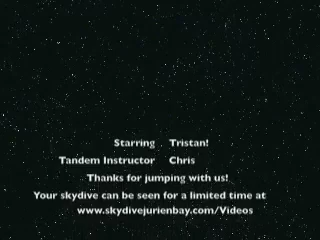 Starring Tristan!
Tandem Instructor Chris
Thanks for jumping with us!
Your skydive can be seen for a limited time at
www.skydivejurienbay.com/Videos